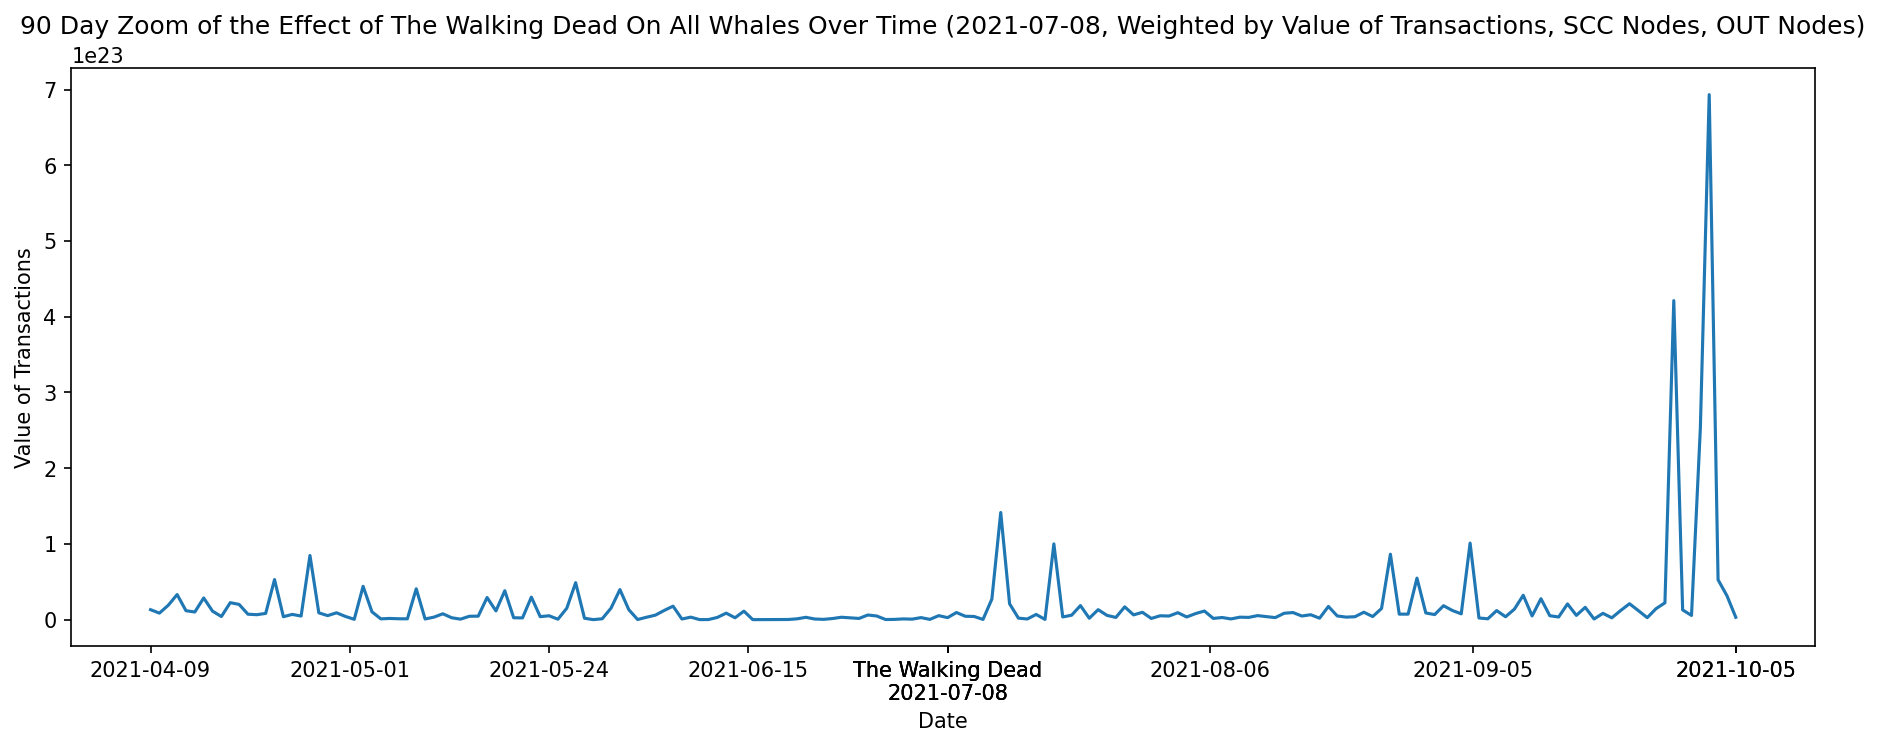 90 Day Zoom of the Effect of The Walking Dead On All Whales Over Time (2021-07-08, Weighted by Value of Transactions, SCC Nodes, OUT Nodes)
1e23
7
6
5
4
3
2
1
0
Value of Transactions
2021-04-09 2021-05-01 2021-05-24 2021-06-15 The Walking Dead 2021-08-06 2021-09-05 2021-10-05
2021-07-08
Date